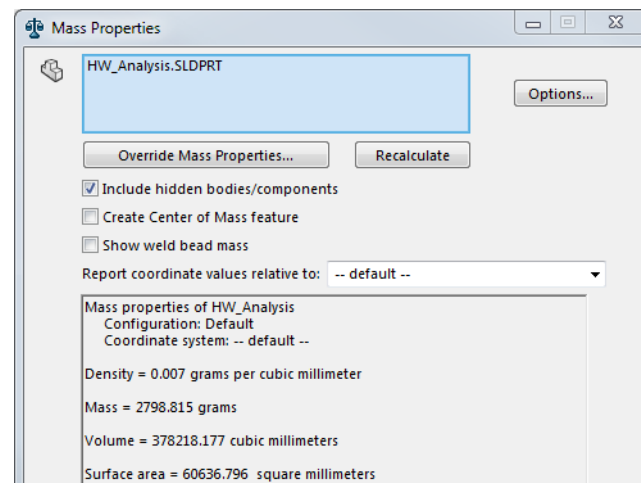 Mass Properties
HW_Analysis.SLDPRT
Options...
Override Mass Properties...
Recalculate
Include hidden bodies/components
Create Center of Mass feature
Show weld bead mass
Report coordinate values relative to: -- default --
Mass properties of HW_Analysis
Configuration: Default
Coordinate system: -- default --
Density = 0.007 grams per cubic millimeter
Mass = 2798.815 grams
Volume = 378218.177 cubic millimeters
Surface area = 60636.796 square millimeters